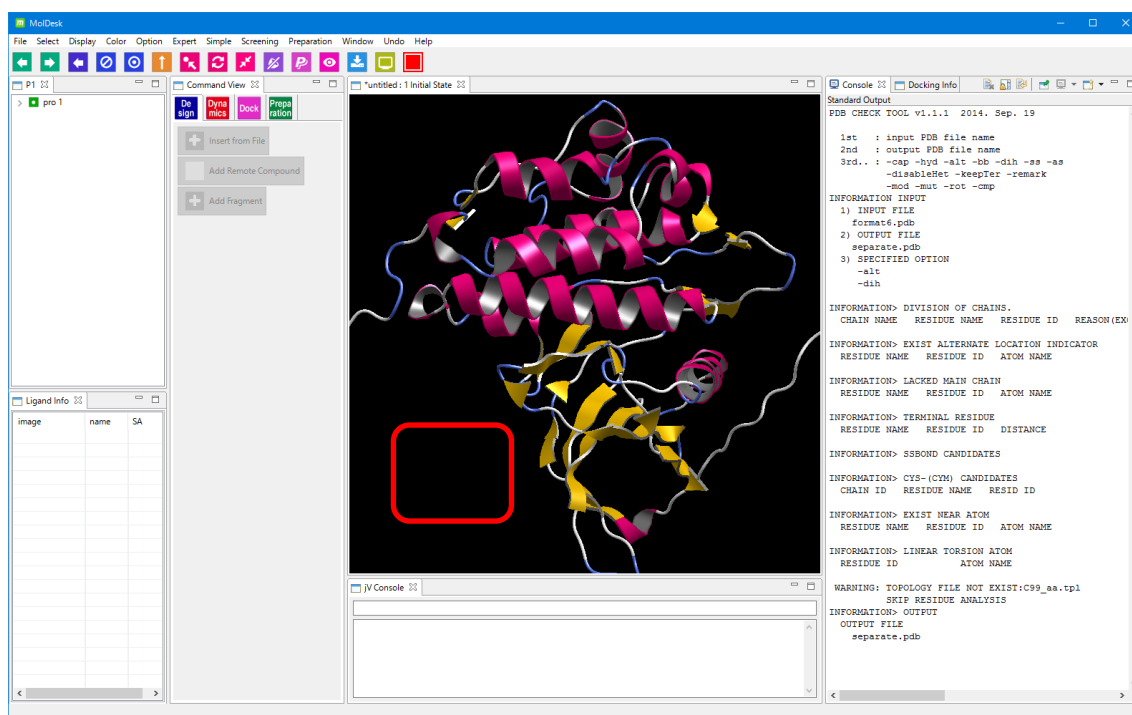 MolDesk
File Select Display Color Option Expert Simple Screening Preparation Window Undo Help
P1
pro 1
Ligand Info
image name SA
Command View
De
sign
Dyna
mics
Dock
Prepa
ration
Insert from File
Add Remote Compound
Add Fragment
*untitled : 1 Initial State
jV Console
Console
Docking Info
Standard Output
PDB CHECK TOOL v1.1.1 2014. Sep. 19
1st : input PDB file name
2nd : output PDB file name
3rd.. : -cap -hyd -alt -bb -dih -ss -as
-disableHet -keepTer -remark
-mod -mut -rot -cmp
INFORMATION INPUT
1) INPUT FILE
format6.pdb
2) OUTPUT FILE
separate.pdb
3) SPECIFIED OPTION
-alt
-dih
INFORMATION> DIVISION OF CHAINS.
CHAIN NAME RESIDUE NAME RESIDUE ID REASON(EX
INFORMATION> EXIST ALTERNATE LOCATION INDICATOR
RESIDUE NAME RESIDUE ID ATOM NAME
INFORMATION> LACKED MAIN CHAIN
RESIDUE NAME RESIDUE ID ATOM NAME
INFORMATION> TERMINAL RESIDUE
RESIDUE NAME RESIDUE ID DISTANCE
INFORMATION> SSBOND CANDIDATES
INFORMATION> CYS-(CYM) CANDIDATES
CHAIN ID RESIDUE NAME RESID ID
INFORMATION> EXIST NEAR ATOM
RESIDUE NAME RESIDUE ID ATOM NAME
INFORMATION> LINEAR TORSION ATOM
RESIDUE ID ATOM NAME
WARNING: TOPOLOGY FILE NOT EXIST:C99_aa.tpl
SKIP RESIDUE ANALYSIS
INFORMATION> OUTPUT
OUTPUT FILE
separate.pdb